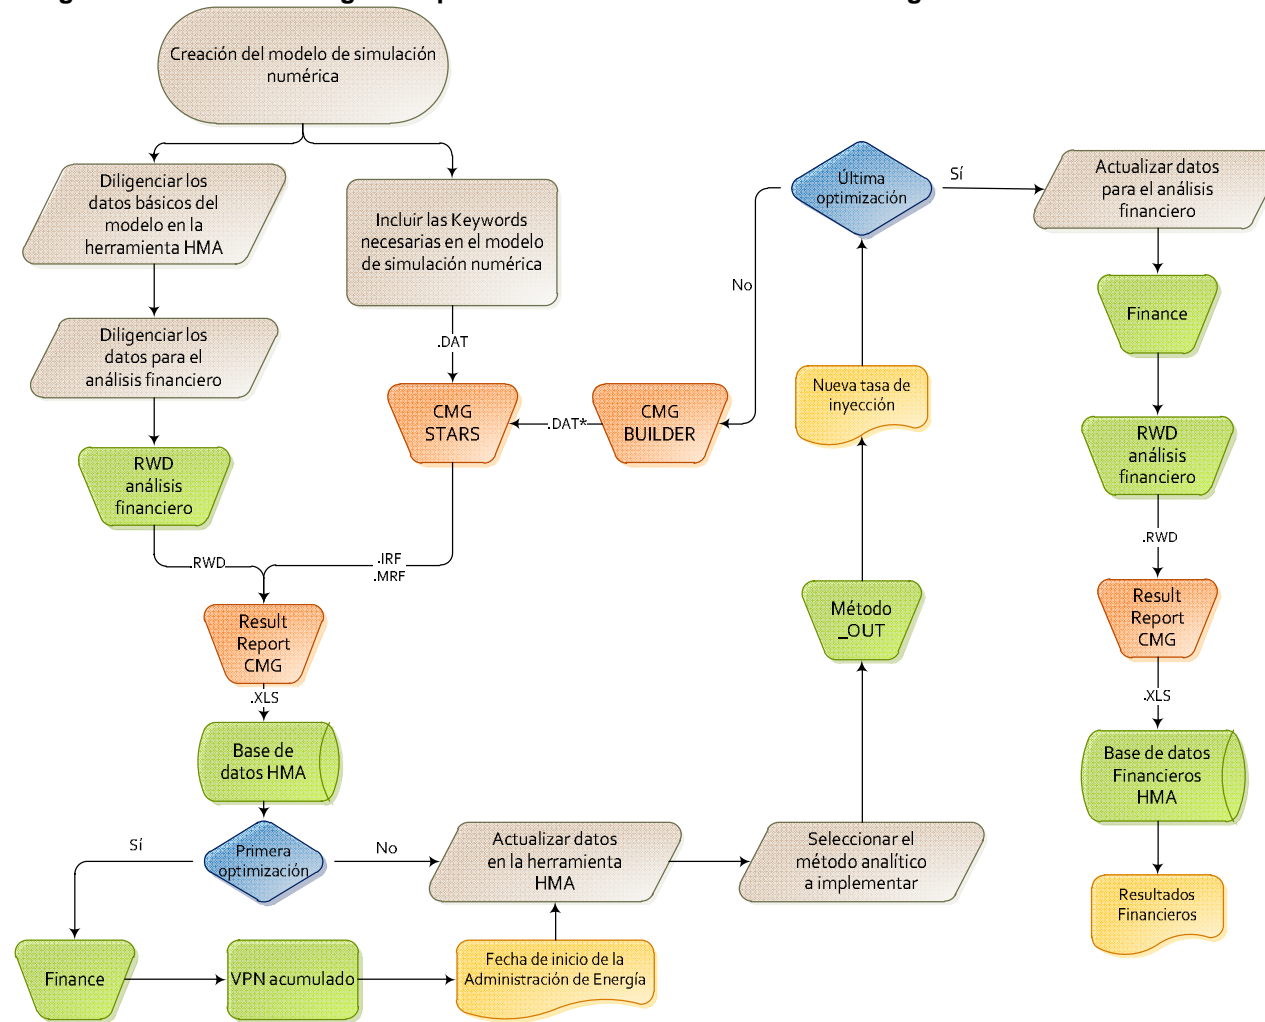 Creación del modelo de simulación
numérica
Diligenciar los
datos básicos del
modelo en la
herramienta HMA
Incluír las Keywords
necesarias en el modelo
de simulación numérica
Última
optimización
Sí
Actualizar datos
para el análisis
financiero
No
Finance
Diligenciar los
datos para el
análisis financiero
.DAT
Nueva tasa de
inyección
CMG
STARS
.DAT*
CMG
BUILDER
RWD
análisis
financiero
RWD
análisis
financiero
.RWD
.IRF
.MRF
.RWD
Result
Report
CMG
Método
_OUT
Result
Report
CMG
.XLS
.XLS
Base de
datos HMA
Base de datos
Financieros
HMA
Sí
Primera
optimización
No
Actualizar datos
en la herramienta
HMA
Seleccionar el
método analítico
a implementar
Resultados
Financieros
Finance
VPN acumulado
Fecha de inicio de la
Administración de Energía